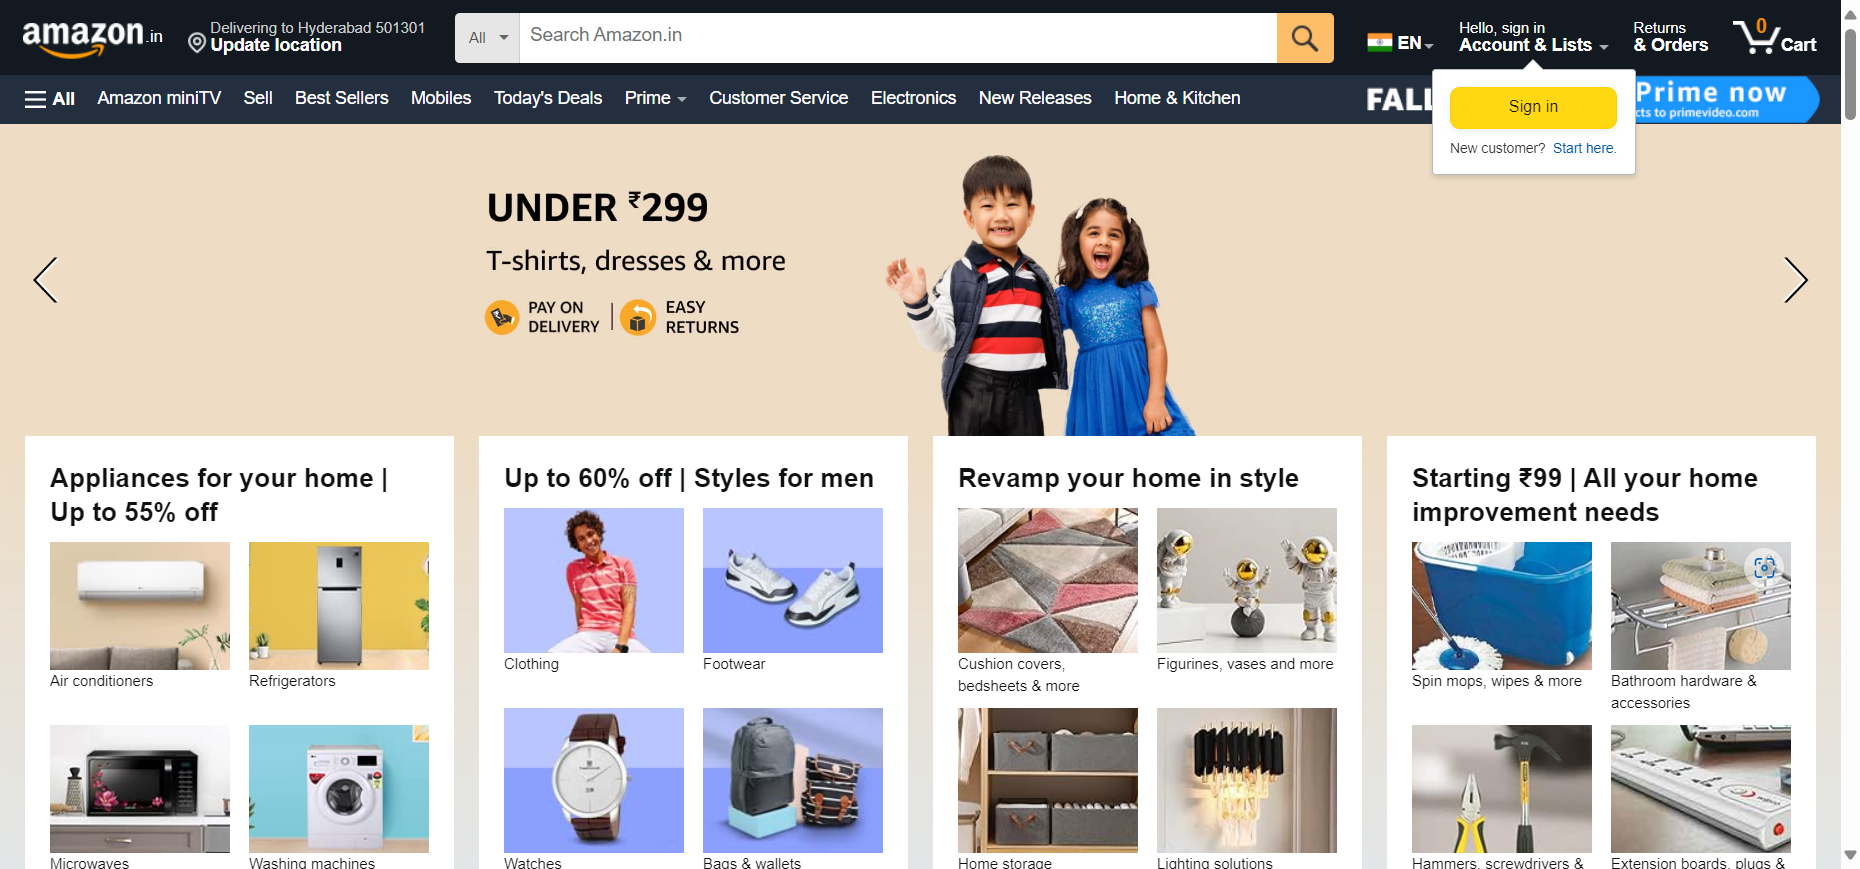 amazon.in
Delivering to Hyderabad 501301
Update location
All
Search Amazon.in
EN
Hello, sign in
Account & Lists
Returns
& Orders
0
Cart
All
Amazon miniTV
Sell
Best Sellers
Mobiles
Today's Deals
Prime
Customer Service
Electronics
New Releases
Home & Kitchen
FALL
Prime now
cts to primevideo.com
Sign in
New customer? Start here.
UNDER ₹299
T-shirts, dresses & more
PAY ON
DELIVERY
EASY
RETURNS
Appliances for your home |
Up to 55% off
Air conditioners
Refrigerators
Microwaves
Washing machines
Up to 60% off | Styles for men
Clothing
Footwear
Watches
Bags & wallets
Revamp your home in style
Cushion covers,
bedsheets & more
Figurines, vases and more
Home storage
Lighting solutions
Starting ₹99 | All your home
improvement needs
Spin mops, wipes & more
Bathroom hardware &
accessories
Hammers, screwdrivers &
Extension boards, plugs &